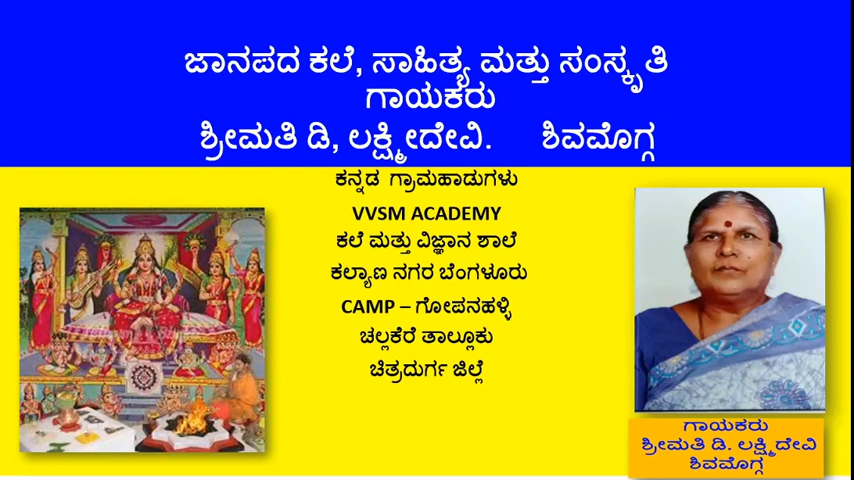 ಜಾನಪದ ಕಲೆ, ಸಾಹಿತ್ಯ ಮತ್ತು ಸಂಸ್ಕೃತಿ
ಗಾಯಕರು
ಶ್ರೀಮತಿ ಡಿ, ಲಕ್ಷ್ಮೀದೇವಿ. ಶಿವಮೊಗ್ಗ
ಕನ್ನಡ ಗ್ರಾಮಹಾಡುಗಳು
VVSM ACADEMY
ಕಲೆ ಮತ್ತು ವಿಜ್ಞಾನ ಶಾಲೆ
ಕಲ್ಯಾಣ ನಗರ ಬೆಂಗಳೂರು
CAMP – ಗೋಪನಹಳ್ಳಿ
ಚಲ್ಲಕೆರೆ ತಾಲ್ಲೂಕು
ಚಿತ್ರದುರ್ಗ ಜಿಲ್ಲೆ
ಗಾಯಕರು
ಶ್ರೀಮತಿ ಡಿ. ಲಕ್ಷ್ಮಿದೇವಿ
ಶಿವಮೊಗ್ಗ